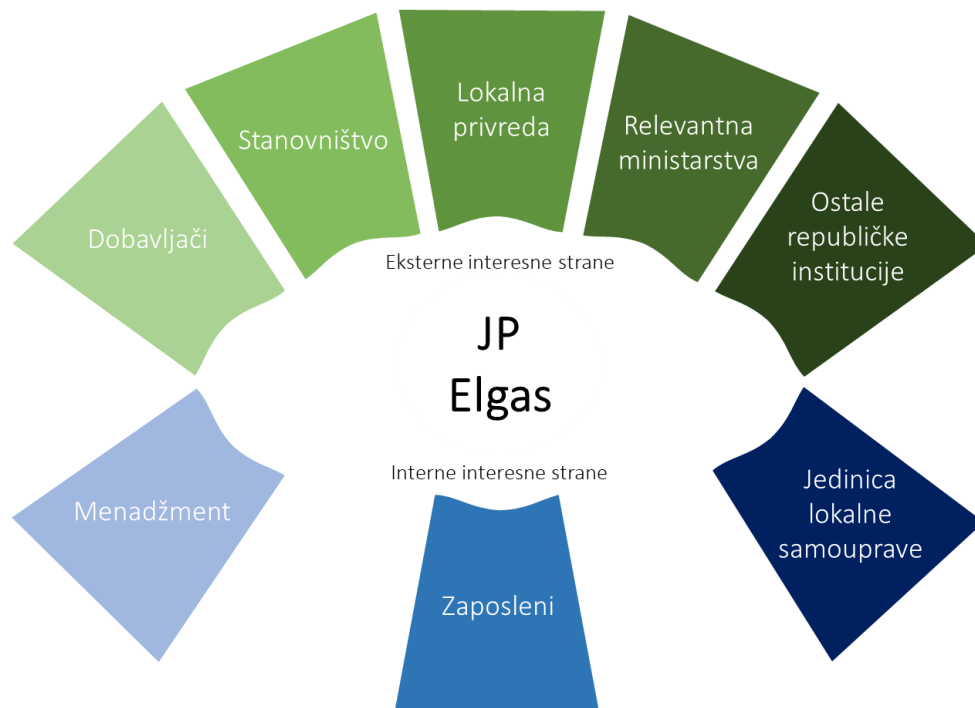 Lokalna
privreda
Stanovništvo
Relevantna
ministarstva
Dobavljači
Ostale
republičke
institucije
Eksterne interesne strane
JP
Elgas
Interne interesne strane
Menadžment
Jedinica
lokalne
samouprave
Zaposleni